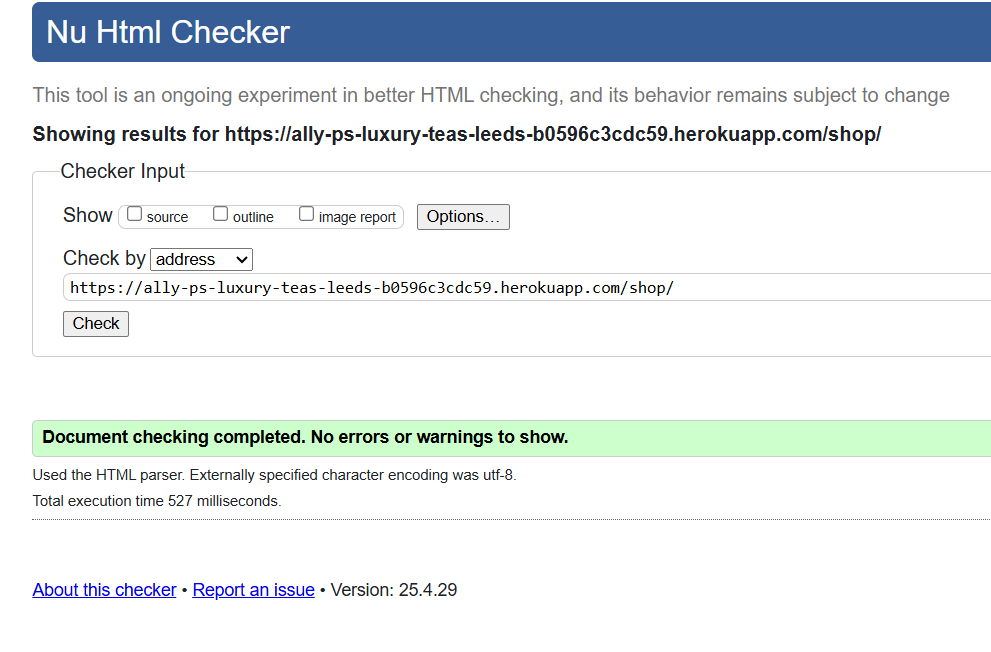 Nu Html Checker
This tool is an ongoing experiment in better HTML checking, and its behavior remains subject to change
Showing results for https://ally-ps-luxury-teas-leeds-b0596c3cdc59.herokuapp.com/shop/
Checker Input
Show source outline image report Options...
Check by address
https://ally-ps-luxury-teas-leeds-b0596c3cdc59.herokuapp.com/shop/
Check
Document checking completed. No errors or warnings to show.
Used the HTML parser. Externally specified character encoding was utf-8.
Total execution time 527 milliseconds.
About this checker • Report an issue • Version: 25.4.29